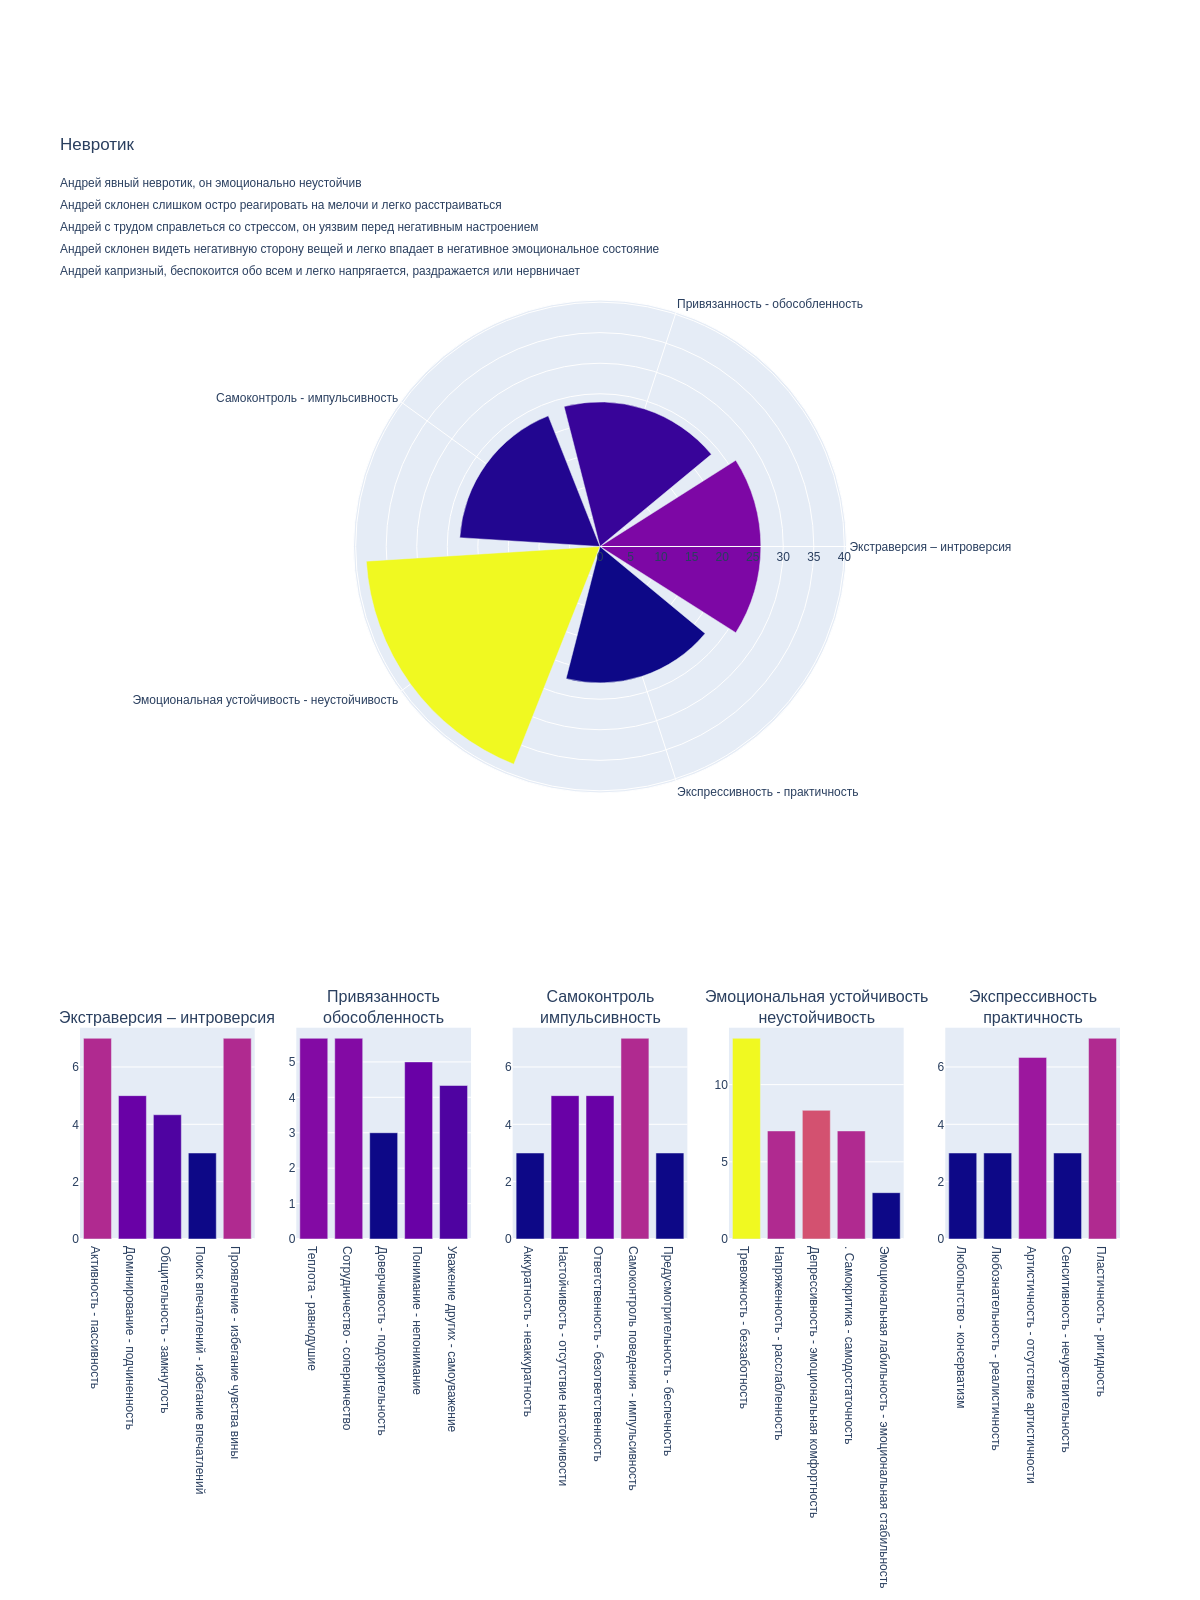 Невротик
Андрей явный невротик, он эмоционально неустойчив
Андрей склонен слишком остро реагировать на мелочи и легко расстраиваться
Андрей с трудом справлеться со стрессом, он уязвим перед негативным настроением
Андрей склонен видеть негативную сторону вещей и легко впадает в негативное эмоциональное состояние
Андрей капризный, беспокоится обо всем и легко напрягается, раздражается или нервничает
Привязанность - обособленность
Самоконтроль - импульсивность
0 5 10 15 20 25 30 35 40
Экстраверсия – интроверсия
Эмоциональная устойчивость - неустойчивость
Экспрессивность - практичность
Экстраверсия – интроверсия
6
4
2
0
Активность - пассивность
Доминирование - подчиненность
Общительность - замкнутость
Поиск впечатлений - избегание впечатлений
Проявление - избегание чувства вины
Привязанность
обособленность
5
4
3
2
1
0
Теплота - равнодушие
Сотрудничество - соперничество
Доверчивость - подозрительность
Понимание - непонимание
Уважение других - самоуважение
Самоконтроль
импульсивность
6
4
2
0
Аккуратность - неаккуратность
Настойчивость - отсутствие настойчивости
Ответственность - безответственность
Самоконтроль поведения - импульсивность
Предусмотрительность - беспечность
Эмоциональная устойчивость
неустойчивость
10
5
0
Тревожность - беззаботность
Напряженность - расслабленность
Депрессивность - эмоциональная комфортность
. Самокритика - самодостаточность
Эмоциональная лабильность - эмоциональная стабильность
Экспрессивность
практичность
6
4
2
0
Любопытство - консерватизм
Любознательность - реалистичность
Артистичность - отсутствие артистичности
Сенситивность - нечувствительность
Пластичность - ригидность